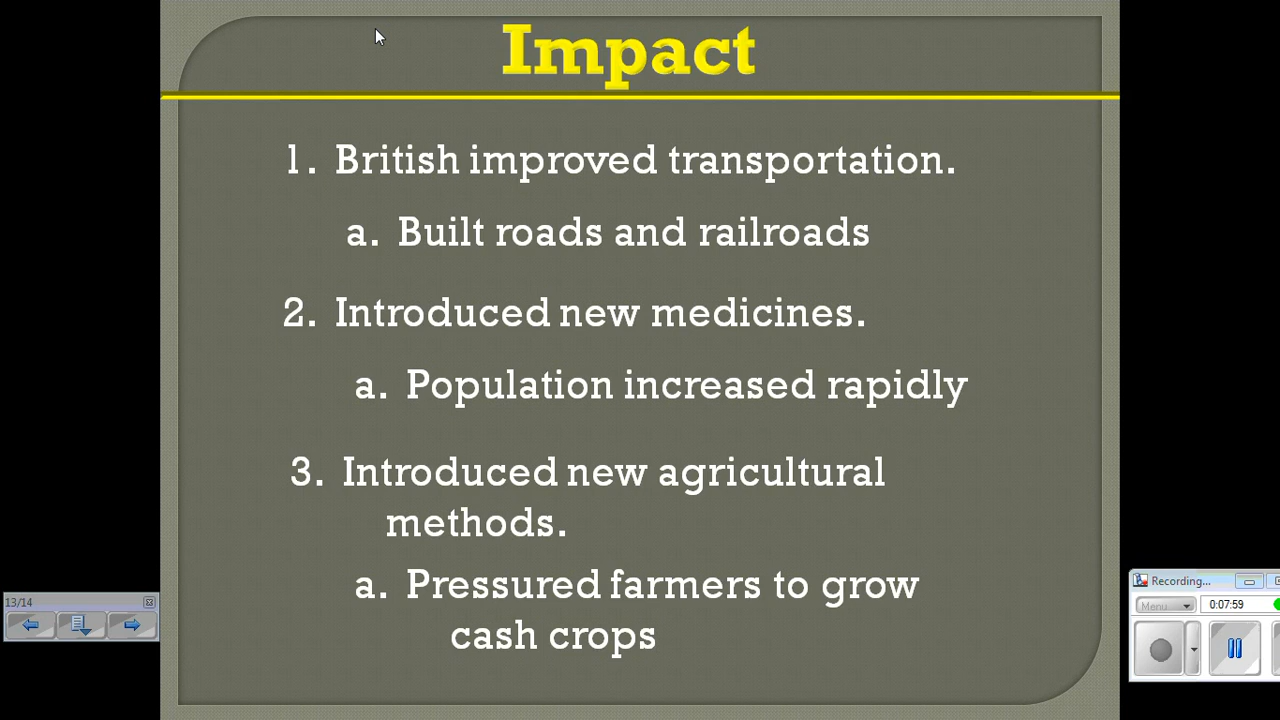 Impact
1. British improved transportation.
a. Built roads and railroads
2. Introduced new medicines.
a. Population increased rapidly
3. Introduced new agricultural
methods.
a. Pressured farmers to grow
cash crops
13/14
Recording...
Menu
0:07:59